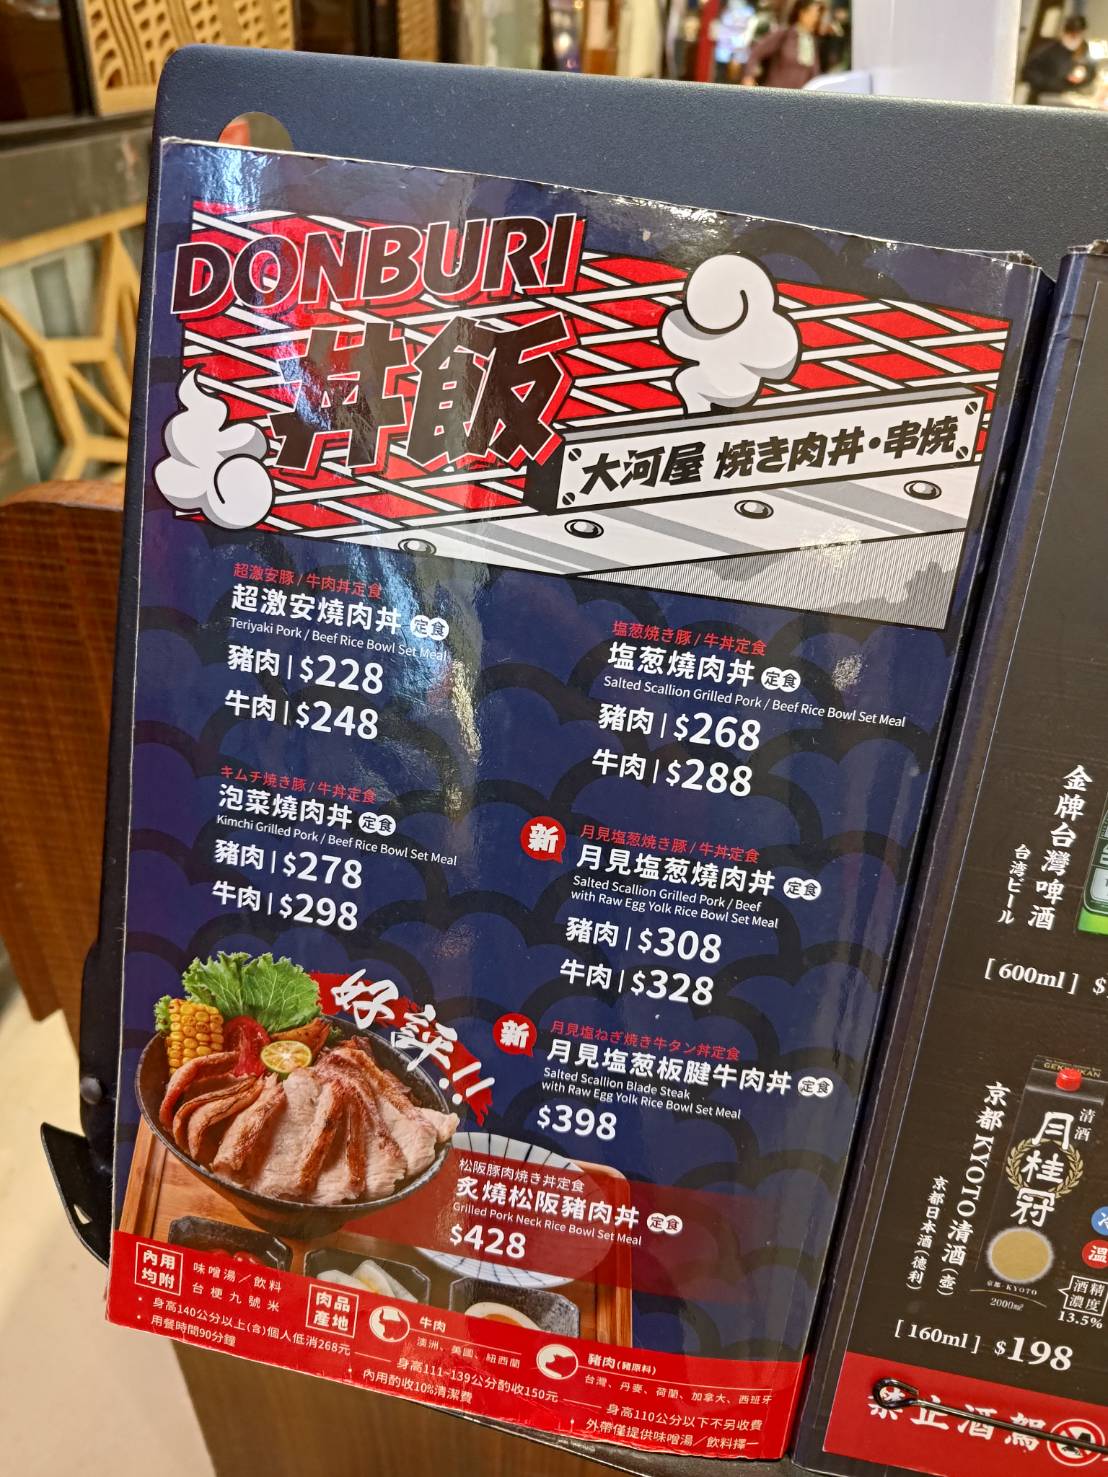 DONBURI
丼飯
大河屋 燒き肉丼•串燒
超激安豚/牛肉丼定食
超激安燒肉丼 定食
Teriyaki Pork / Beef Rice Bowl Set Meal
豬肉 | $228
牛肉 | $248
キムチ焼き豚/牛丼定食
泡菜燒肉丼 定食
Kimchi Grilled Pork / Beef Rice Bowl Set Meal
豬肉 | $278
牛肉 | $298
塩葱焼き豚/牛丼定食
塩葱燒肉丼 定食
Salted Scallion Grilled Pork / Beef Rice Bowl Set Meal
豬肉 | $268
牛肉 | $288
新
月見塩葱焼き豚/牛丼定食
月見塩葱燒肉丼 定食
Salted Scallion Grilled Pork / Beef
with Raw Egg Yolk Rice Bowl Set Meal
豬肉 | $308
牛肉 | $328
新
月見塩ねぎ焼き牛タン丼定食
月見塩葱板腱牛肉丼 定食
Salted Scallion Blade Steak
with Raw Egg Yolk Rice Bowl Set Meal
$398
好評!!
松阪豚肉焼き丼定食
炙燒松阪豬肉丼 定食
Grilled Pork Neck Rice Bowl Set Meal
$428
內用
均附
味噌湯／飲料
台梗九號米
肉品
產地
牛肉
澳洲、美國、紐西蘭
豬肉(豬原料)
台灣、丹麥、荷蘭、加拿大、西班牙
• 身高140公分以上(含)個人低消268元
• 身高111~139公分酌收150元
• 身高110公分以下不另收費
• 用餐時間90分鐘
• 內用酌收10%清潔費
• 外帶僅提供味噌湯／飲料擇一
金牌台灣啤酒
台湾ビール
[ 600ml ] $
京都KYOTO清酒(壺)
京都日本酒(德利)
GEKKEIKAN
清酒
月桂冠
京都·KYOTO
2000ml
冷
溫
酒精
濃度
13.5%
[ 160ml ] $198
禁止酒駕